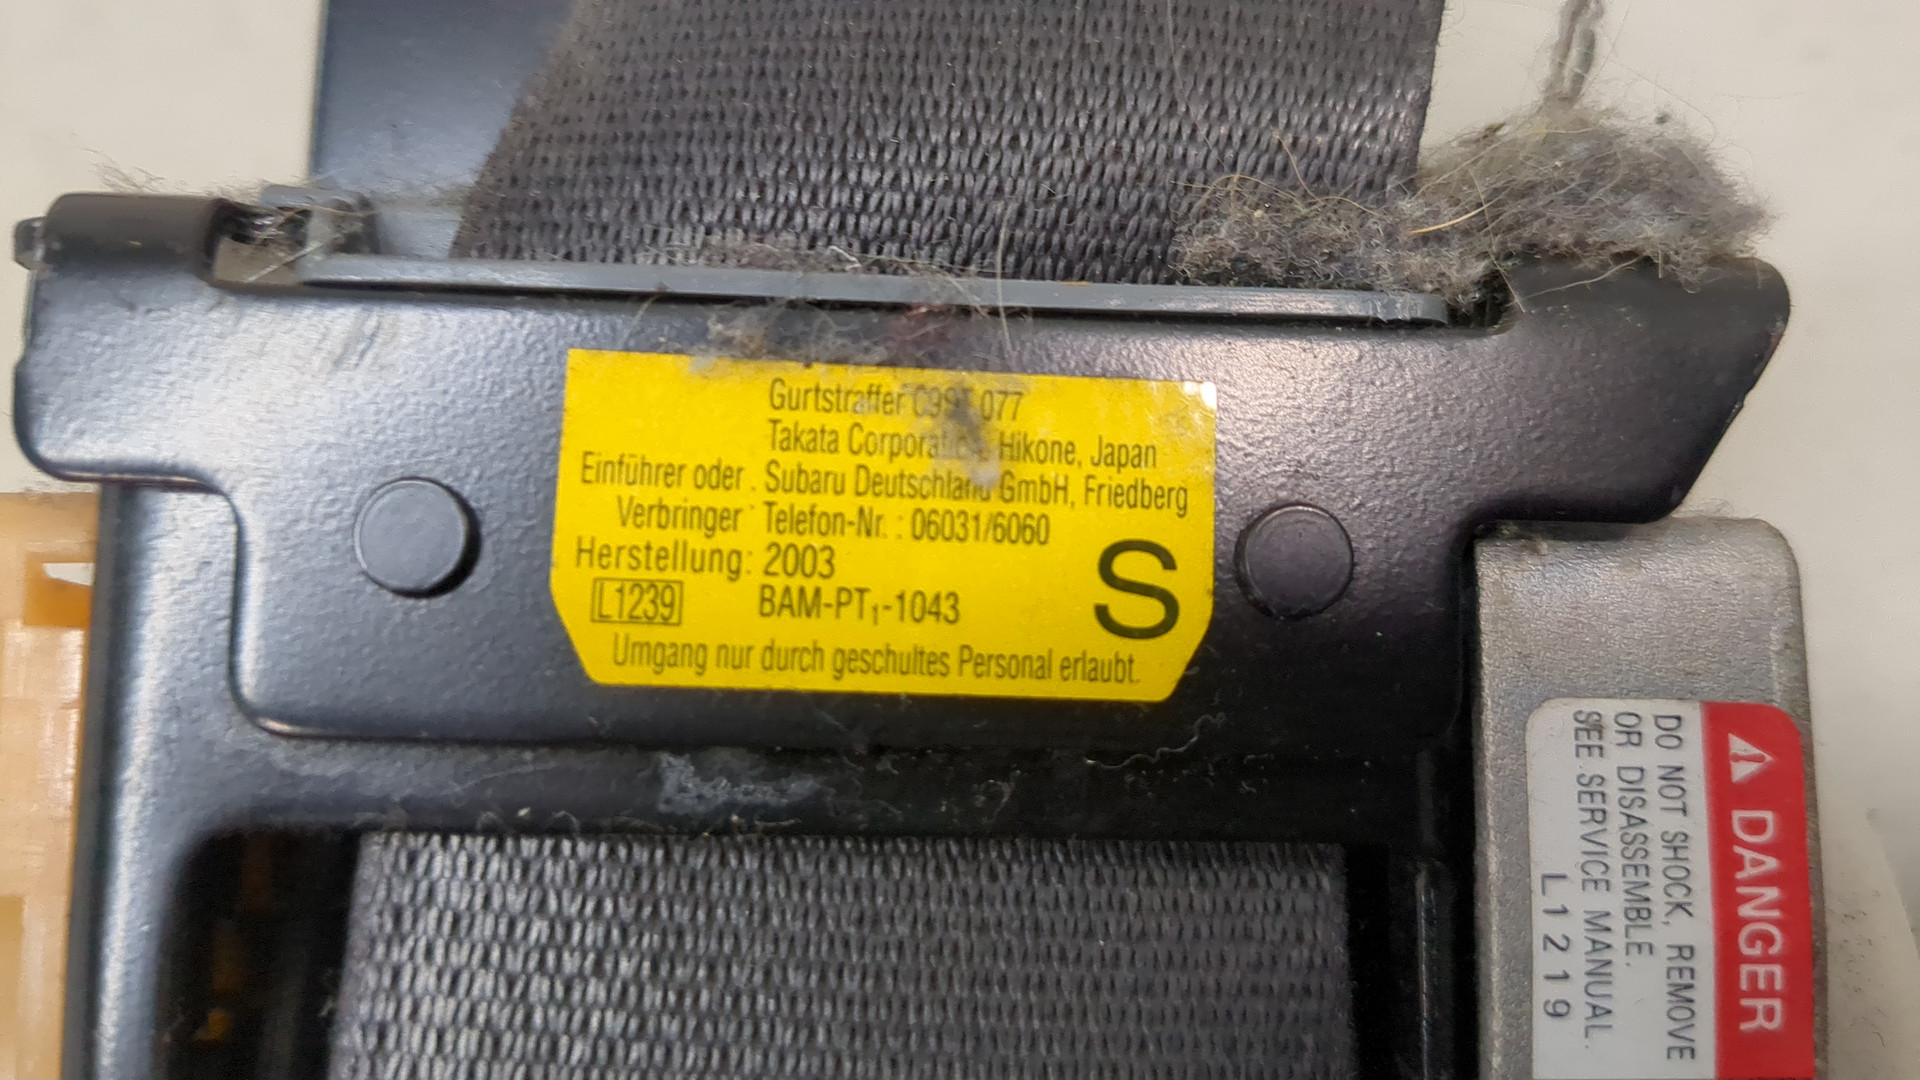 Gurtstraffer 077
Takata Corporation Hikone, Japan
Einführer oder : Subaru Deutschland GmbH, Friedberg
Verbringer Telefon-Nr. : 06031/6060
Herstellung: 2003
L1239 BAM-PT₁-1043
S
Umgang nur durch geschultes Personal erlaubt.
⚠ DANGER
DO NOT SHOCK, REMOVE
OR DISASSEMBLE.
SEE SERVICE MANUAL.
L1219